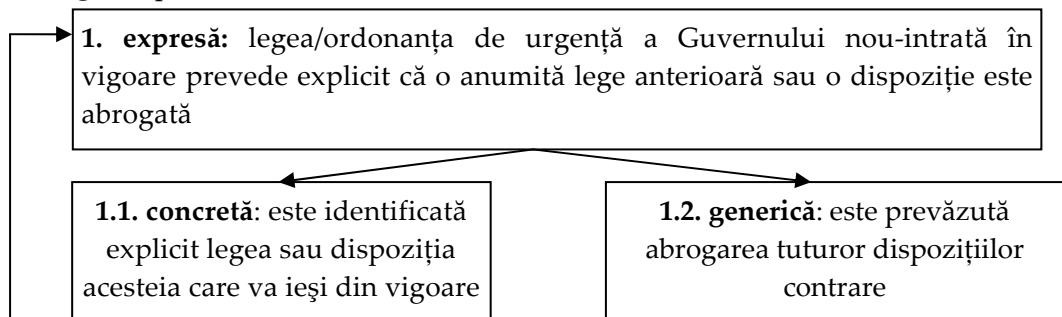 1. expresă: legea/ordonanța de urgență a Guvernului nou-intrată în
vigoare prevede explicit că o anumită lege anterioară sau o dispoziție este
abrogată
1.1. concretă: este identificată
explicit legea sau dispoziția
acesteia care va ieşi din vigoare
1.2. generică: este prevăzută
abrogarea tuturor dispozițiilor
contrare